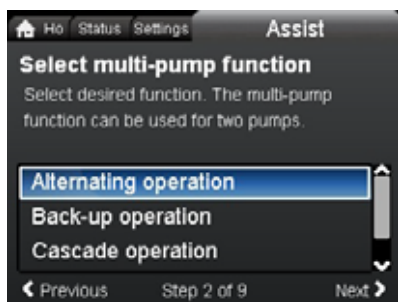 Ho Status Settings Assist
Select multi-pump function
Select desired function. The multi-pump
function can be used for two pumps.
Alternating operation
Back-up operation
Cascade operation
Previous Step 2 of 9 Next